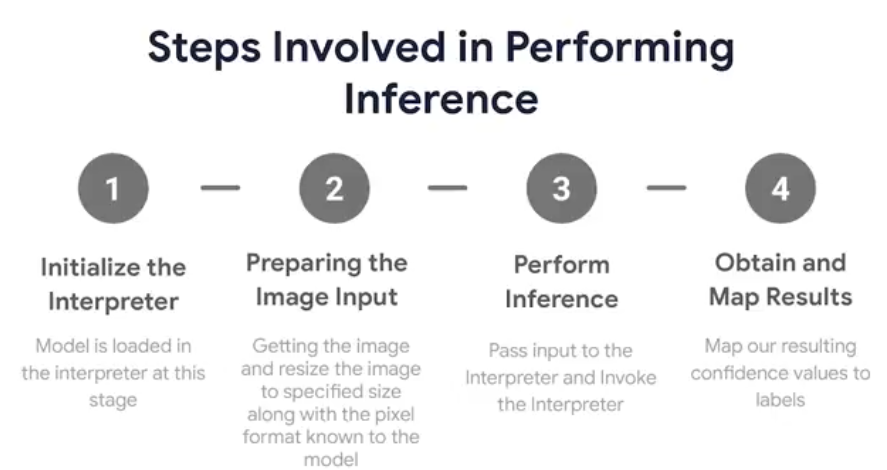 Steps Involved in Performing
Inference
1
2
3
4
Initialize the
Interpreter
Model is loaded in
the interpreter at this
stage
Preparing the
Image Input
Getting the image
and resize the image
to specified size
along with the pixel
format known to the
model
Perform
Inference
Pass input to the
Interpreter and Invoke
the Interpreter
Obtain and
Map Results
Map our resulting
confidence values to
labels